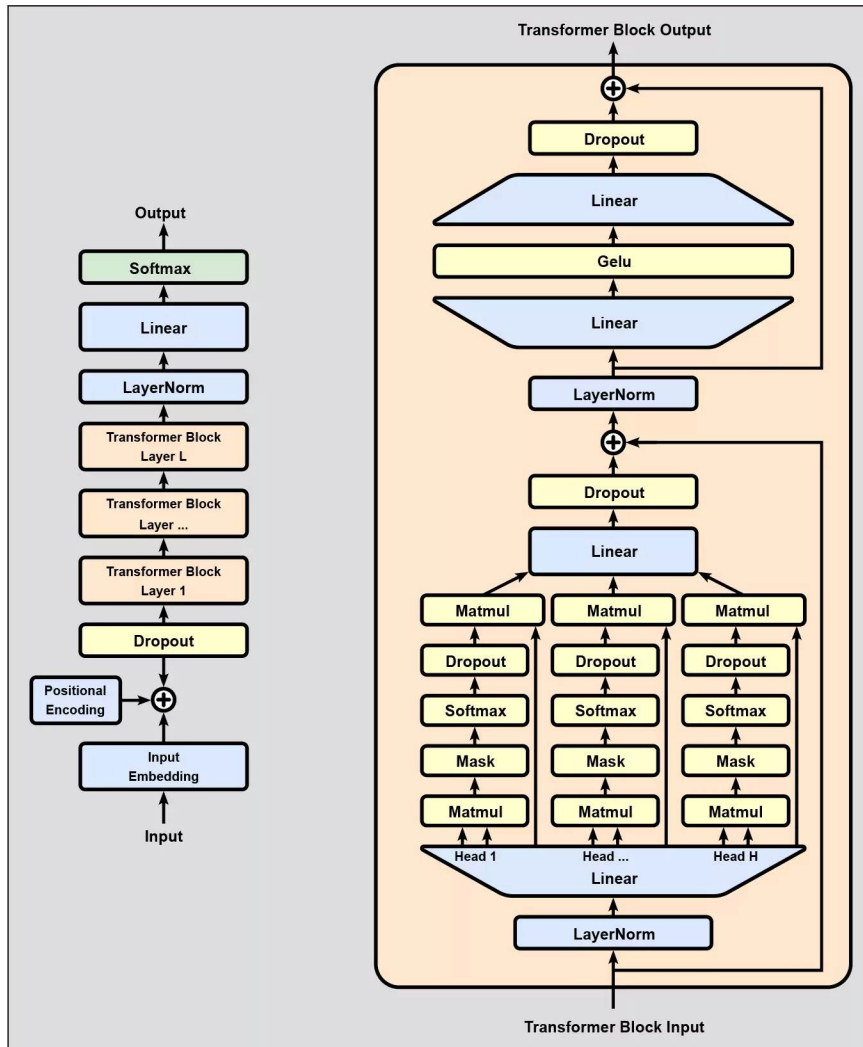 Output
Softmax
Linear
LayerNorm
Transformer Block
Layer L
Transformer Block
Layer ...
Transformer Block
Layer 1
Dropout
Positional
Encoding
Input
Embedding
Input
Transformer Block Output
Dropout
Linear
Gelu
Linear
LayerNorm
Dropout
Linear
Matmul Matmul Matmul
Dropout Dropout Dropout
Softmax Softmax Softmax
Mask Mask Mask
Matmul Matmul Matmul
Head 1 Head ... Head H
Linear
LayerNorm
Transformer Block Input